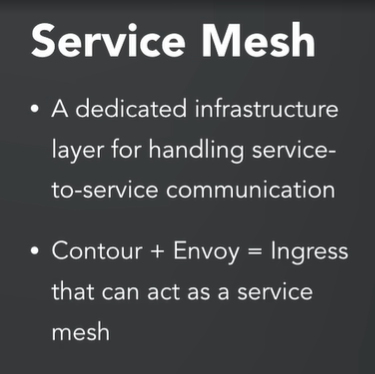 Service Mesh
• A dedicated infrastructure
layer for handling service-
to-service communication
• Contour + Envoy = Ingress
that can act as a service
mesh